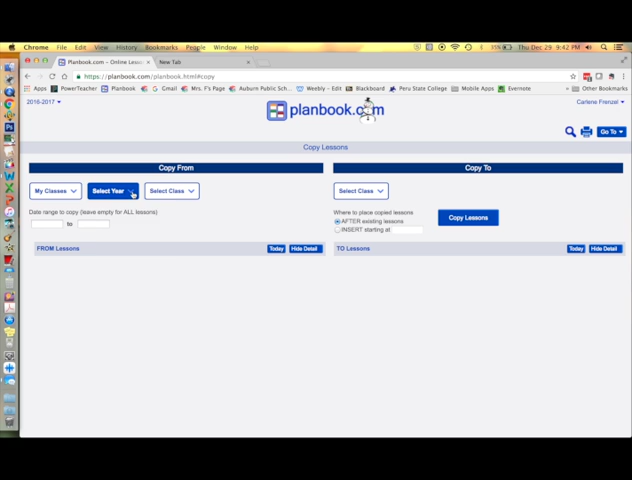 Chrome File Edit View History Bookmarks People Window Help
35% Thu Dec 29 9:42 PM
Planbook.com – Online Less
New Tab
https://planbook.com/planbook.html#copy
Apps PowerTeacher Planbook Gmail Mrs. F's Page Auburn Public Sch... Weebly - Edit Blackboard Peru State College Mobile Apps Evernote Other Bookmarks
2016-2017
planbook.com
Carlene Frenzel
Go To
Copy Lessons
Copy From
Copy To
My Classes
Select Year
Select Class
Select Class
Date range to copy (leave empty for ALL lessons)
to
Where to place copied lessons
AFTER existing lessons
INSERT starting at
Copy Lessons
FROM Lessons
Today
Hide Detail
TO Lessons
Today
Hide Detail